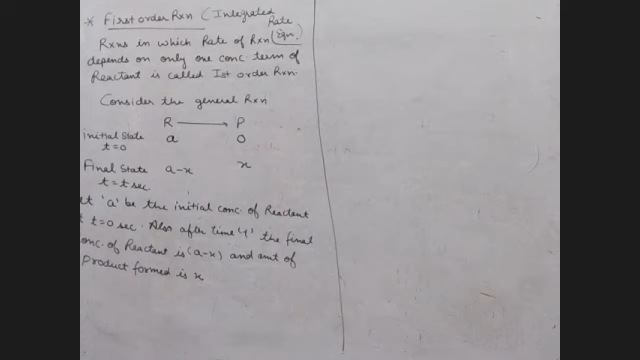 * First order Rxn (Integrated Rate Eqn.)
Rxns in which Rate of Rxn
depends on only one conc. term of
Reactant is called Ist order Rxn.
Consider the general Rxn
R ⟶ P
initial State a 0
t=0
Final State a-x x
t=t sec
et 'a' be the initial conc. of Reactant
t=0 sec. Also after time 't' the final
onc. of Reactant is (a-x) and amt of
Product formed is x